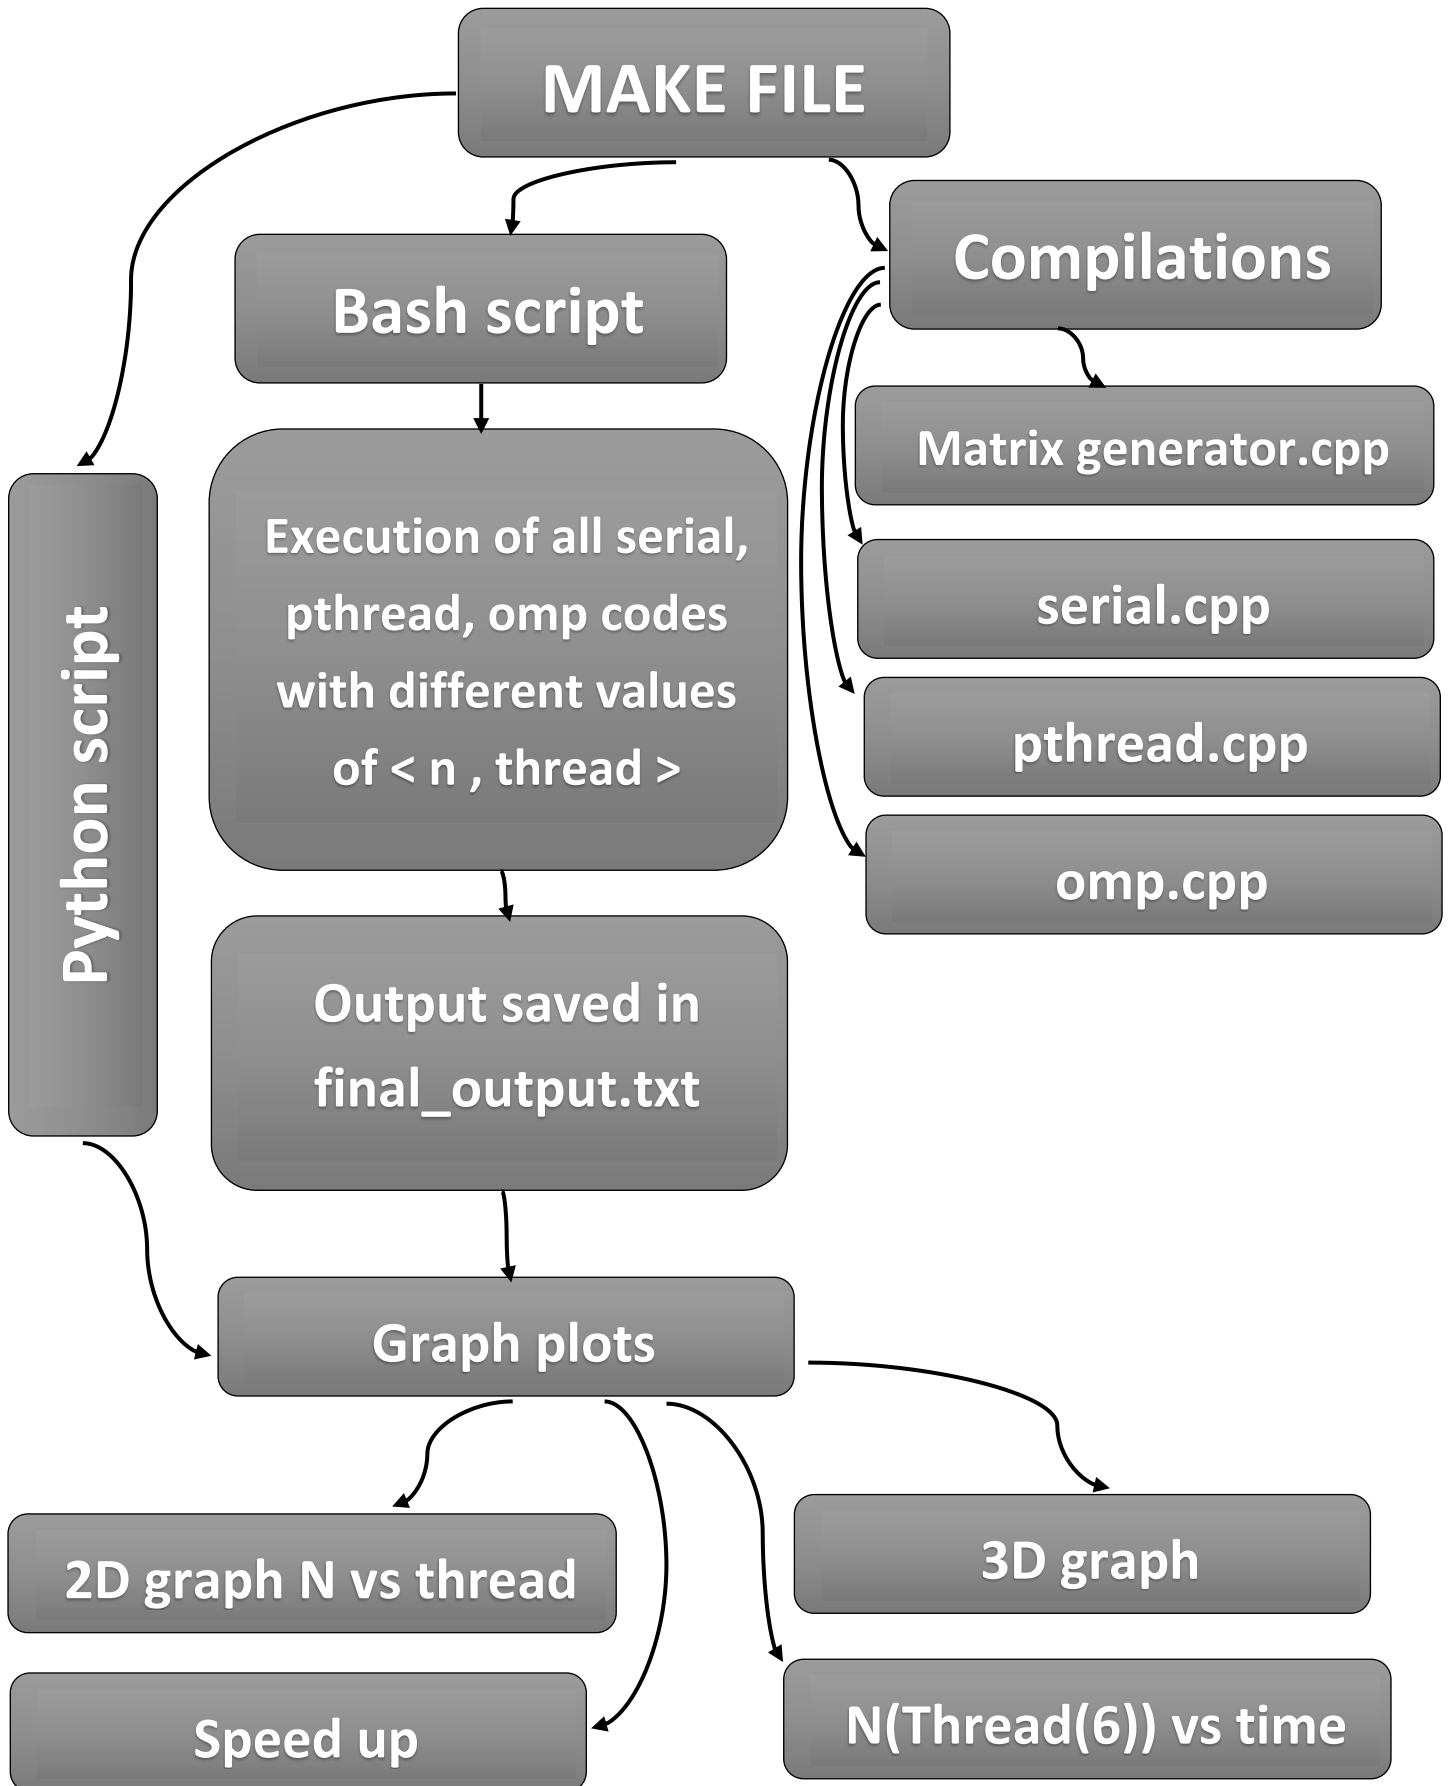 MAKE FILE
Compilations
Bash script
Matrix generator.cpp
Execution of all serial,
pthread, omp codes
with different values
of < n , thread >
serial.cpp
pthread.cpp
omp.cpp
Python script
Output saved in
final_output.txt
Graph plots
2D graph N vs thread
3D graph
Speed up
N(Thread(6)) vs time